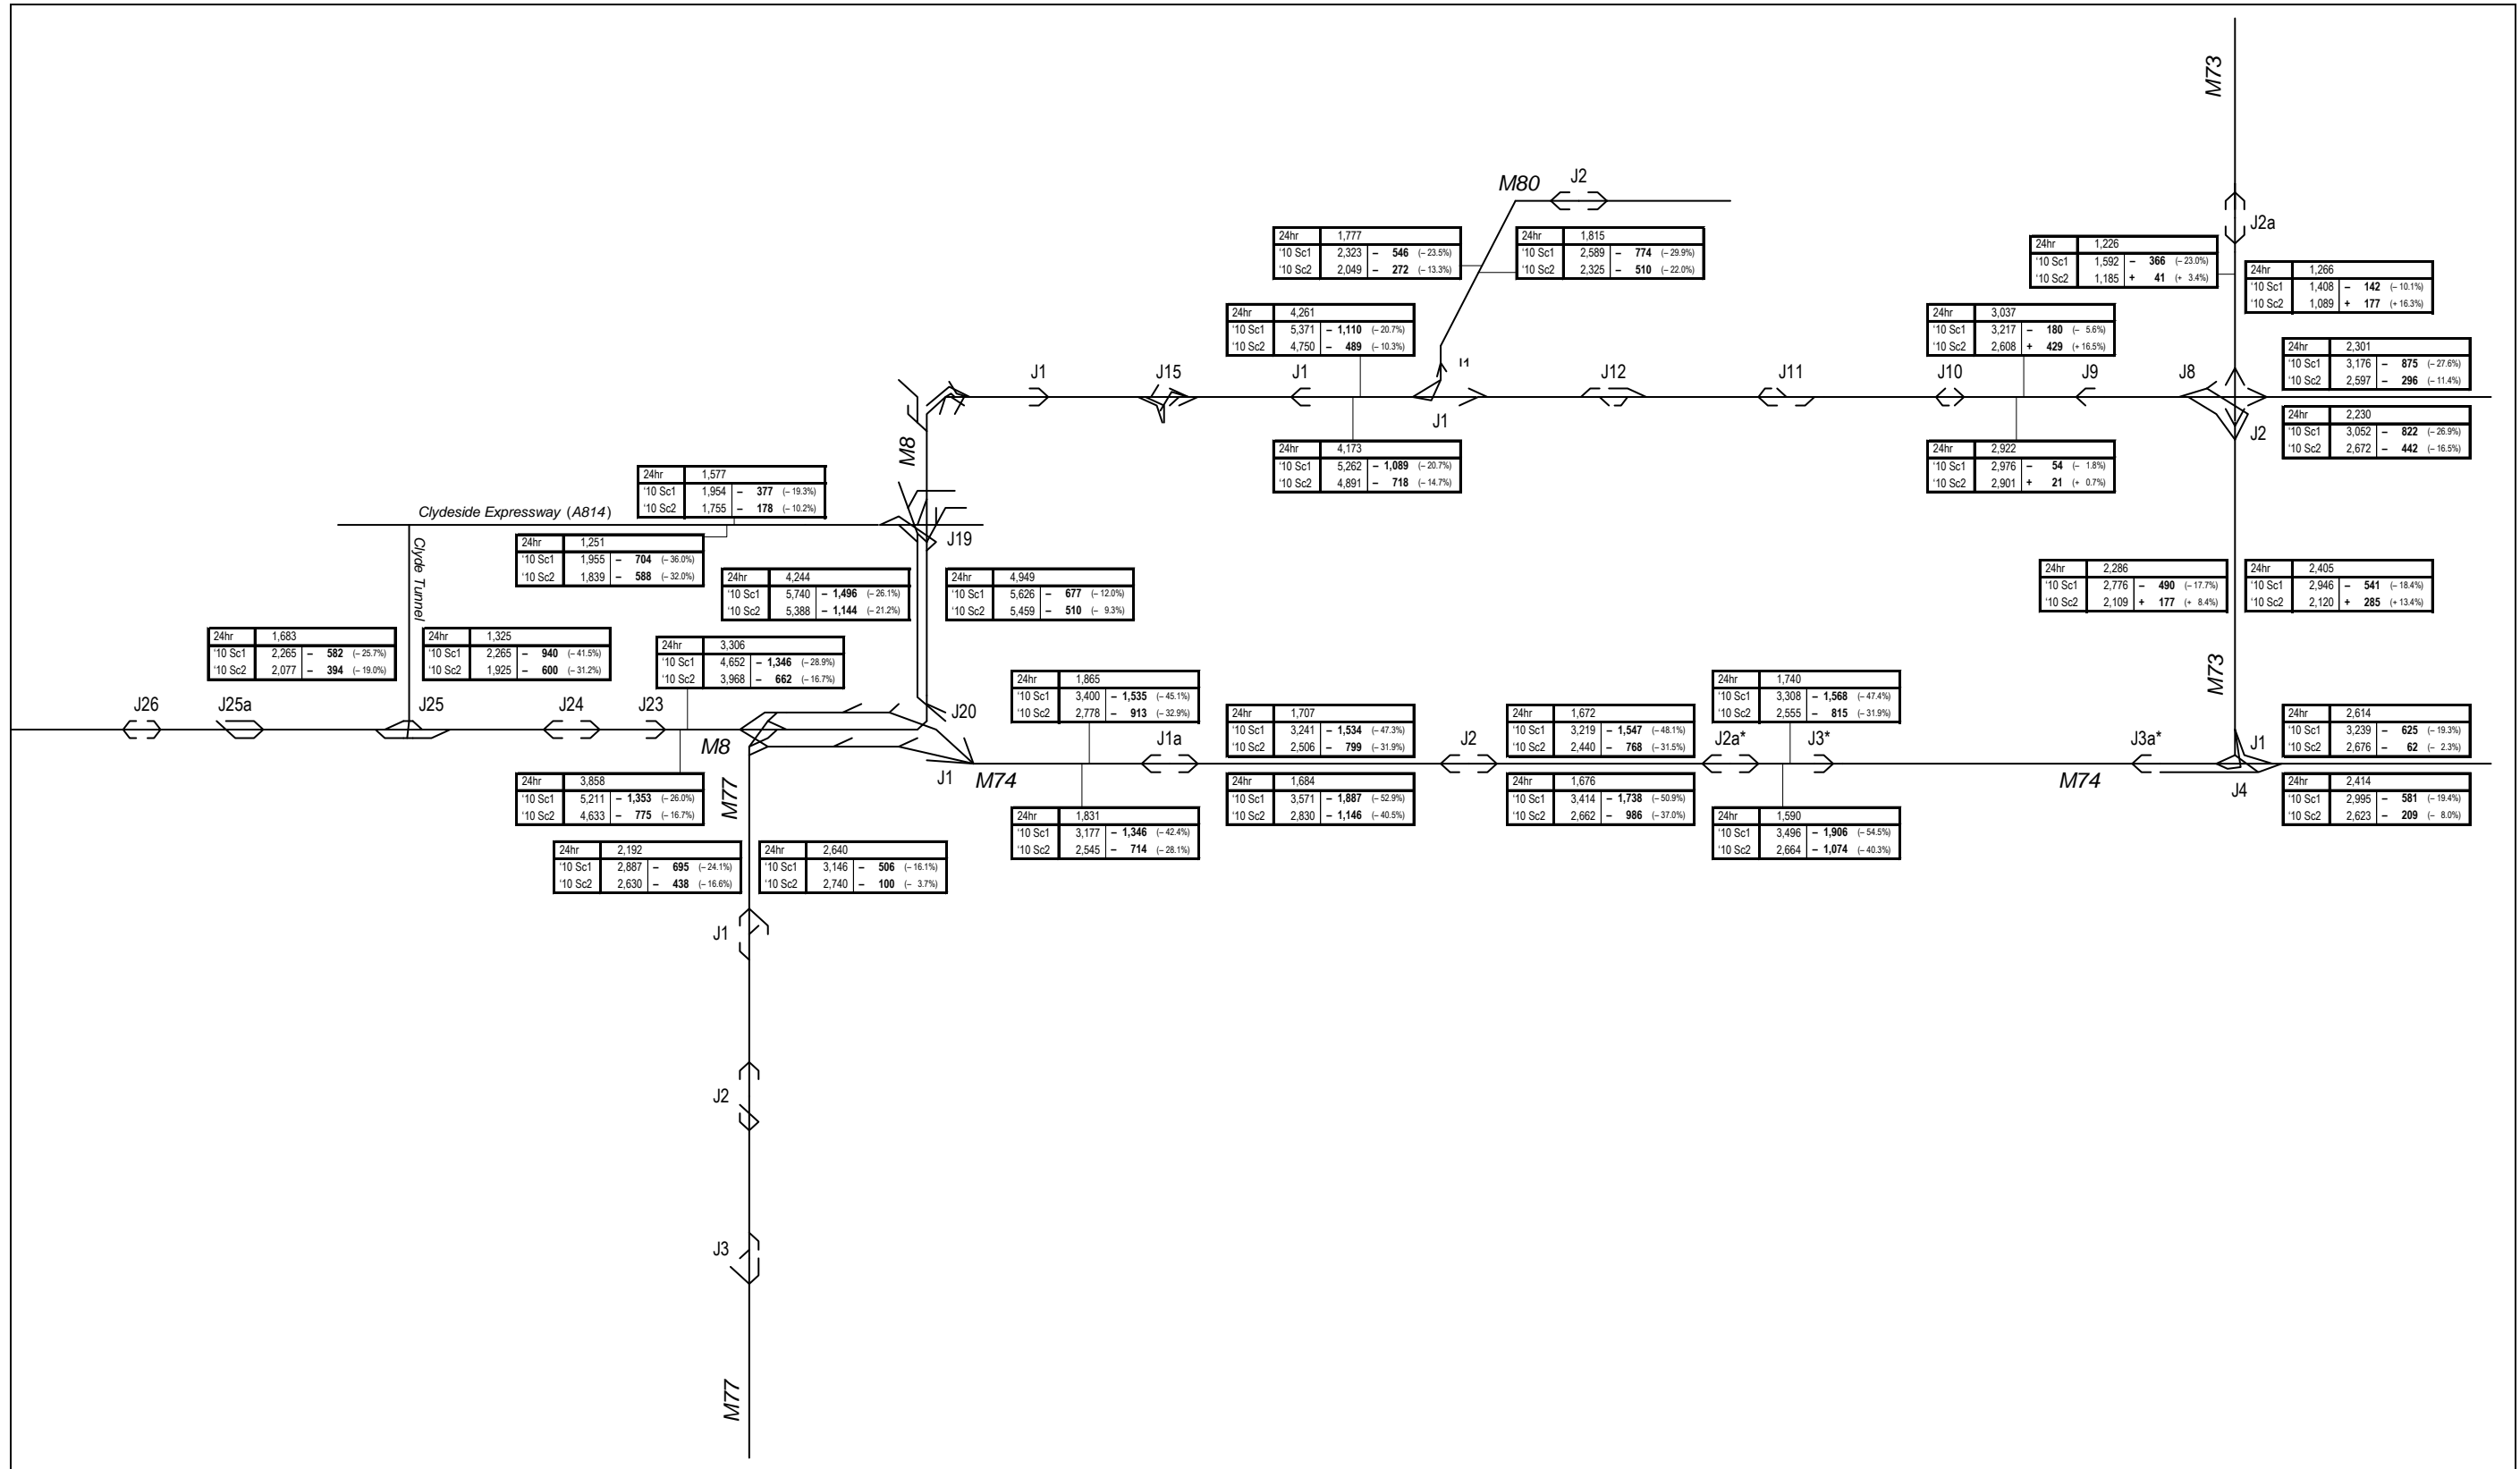 M73
M80
J2
J2a
24hr 1,777
'10 Sc1 2,323 – 546 (– 23.5%)
'10 Sc2 2,049 – 272 (– 13.3%)
24hr 1,815
'10 Sc1 2,589 – 774 (– 29.9%)
'10 Sc2 2,325 – 510 (– 22.0%)
24hr 1,226
'10 Sc1 1,592 – 366 (– 23.0%)
'10 Sc2 1,185 + 41 (+ 3.4%)
24hr 1,266
'10 Sc1 1,408 – 142 (– 10.1%)
'10 Sc2 1,089 + 177 (+ 16.3%)
24hr 4,261
'10 Sc1 5,371 – 1,110 (– 20.7%)
'10 Sc2 4,750 – 489 (– 10.3%)
24hr 3,037
'10 Sc1 3,217 – 180 (– 5.6%)
'10 Sc2 2,608 + 429 (+ 16.5%)
24hr 2,301
'10 Sc1 3,176 – 875 (– 27.6%)
'10 Sc2 2,597 – 296 (– 11.4%)
J1 J15 J1 J12 J11 J10 J9 J8
J1 J2
24hr 2,230
'10 Sc1 3,052 – 822 (– 26.9%)
'10 Sc2 2,672 – 442 (– 16.5%)
M8
24hr 4,173
'10 Sc1 5,262 – 1,089 (– 20.7%)
'10 Sc2 4,891 – 718 (– 14.7%)
24hr 2,922
'10 Sc1 2,976 – 54 (– 1.8%)
'10 Sc2 2,901 + 21 (+ 0.7%)
24hr 1,577
'10 Sc1 1,954 – 377 (– 19.3%)
'10 Sc2 1,755 – 178 (– 10.2%)
Clydeside Expressway (A814)
Clyde Tunnel
J19
24hr 1,251
'10 Sc1 1,955 – 704 (– 36.0%)
'10 Sc2 1,839 – 588 (– 32.0%)
24hr 4,244
'10 Sc1 5,740 – 1,496 (– 26.1%)
'10 Sc2 5,388 – 1,144 (– 21.2%)
24hr 4,949
'10 Sc1 5,626 – 677 (– 12.0%)
'10 Sc2 5,459 – 510 (– 9.3%)
24hr 2,286
'10 Sc1 2,776 – 490 (– 17.7%)
'10 Sc2 2,109 + 177 (+ 8.4%)
24hr 2,405
'10 Sc1 2,946 – 541 (– 18.4%)
'10 Sc2 2,120 + 285 (+ 13.4%)
24hr 1,683
'10 Sc1 2,265 – 582 (– 25.7%)
'10 Sc2 2,077 – 394 (– 19.0%)
24hr 1,325
'10 Sc1 2,265 – 940 (– 41.5%)
'10 Sc2 1,925 – 600 (– 31.2%)
24hr 3,306
'10 Sc1 4,652 – 1,346 (– 28.9%)
'10 Sc2 3,968 – 662 (– 16.7%)
M73
24hr 1,865
'10 Sc1 3,400 – 1,535 (– 45.1%)
'10 Sc2 2,778 – 913 (– 32.9%)
24hr 1,740
'10 Sc1 3,308 – 1,568 (– 47.4%)
'10 Sc2 2,555 – 815 (– 31.9%)
J26 J25a J25 J24 J23 J20
24hr 1,707
'10 Sc1 3,241 – 1,534 (– 47.3%)
'10 Sc2 2,506 – 799 (– 31.9%)
24hr 1,672
'10 Sc1 3,219 – 1,547 (– 48.1%)
'10 Sc2 2,440 – 768 (– 31.5%)
24hr 2,614
'10 Sc1 3,239 – 625 (– 19.3%)
'10 Sc2 2,676 – 62 (– 2.3%)
M8 J1a J2 J2a* J3* J3a* J1
J1 M74 M74 J4
24hr 3,858
'10 Sc1 5,211 – 1,353 (– 26.0%)
'10 Sc2 4,633 – 775 (– 16.7%)
M77
24hr 1,684
'10 Sc1 3,571 – 1,887 (– 52.9%)
'10 Sc2 2,830 – 1,146 (– 40.5%)
24hr 1,676
'10 Sc1 3,414 – 1,738 (– 50.9%)
'10 Sc2 2,662 – 986 (– 37.0%)
24hr 2,414
'10 Sc1 2,995 – 581 (– 19.4%)
'10 Sc2 2,623 – 209 (– 8.0%)
24hr 1,831
'10 Sc1 3,177 – 1,346 (– 42.4%)
'10 Sc2 2,545 – 714 (– 28.1%)
24hr 1,590
'10 Sc1 3,496 – 1,906 (– 54.5%)
'10 Sc2 2,664 – 1,074 (– 40.3%)
24hr 2,192
'10 Sc1 2,887 – 695 (– 24.1%)
'10 Sc2 2,630 – 438 (– 16.6%)
24hr 2,640
'10 Sc1 3,146 – 506 (– 16.1%)
'10 Sc2 2,740 – 100 (– 3.7%)
J1
J2
J3
M77